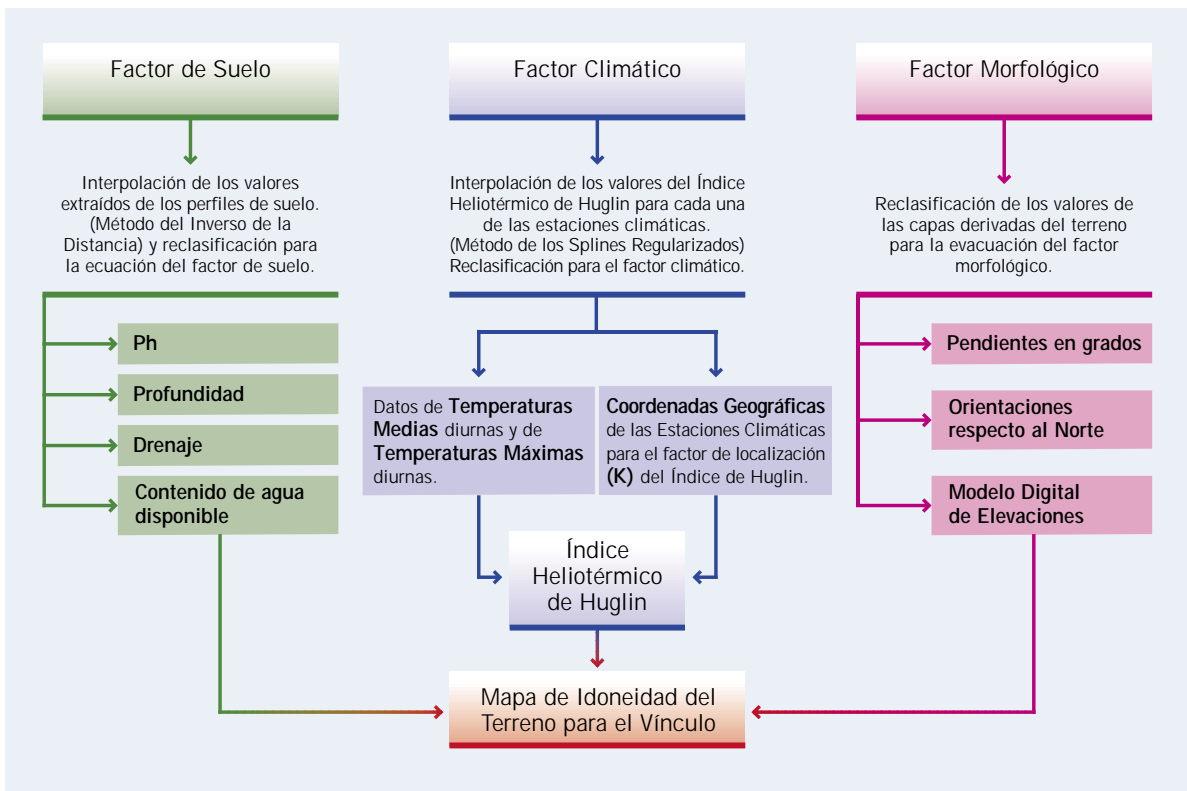 Factor de Suelo
Interpolación de los valores
extraídos de los perfiles de suelo.
(Método del Inverso de la
Distancia) y reclasificación para
la ecuación del factor de suelo.
Ph
Profundidad
Drenaje
Contenido de agua
disponible
Factor Climático
Interpolación de los valores del Índice
Heliotérmico de Huglin para cada una
de las estaciones climáticas.
(Método de los Splines Regularizados)
Reclasificación para el factor climático.
Datos de Temperaturas
Medias diurnas y de
Temperaturas Máximas
diurnas.
Coordenadas Geográficas
de las Estaciones Climáticas
para el factor de localización
(K) del Índice de Huglin.
Índice
Heliotérmico
de Huglin
Factor Morfológico
Reclasificación de los valores de
las capas derivadas del terreno
para la evacuación del factor
morfológico.
Pendientes en grados
Orientaciones
respecto al Norte
Modelo Digital
de Elevaciones
Mapa de Idoneidad del
Terreno para el Vínculo